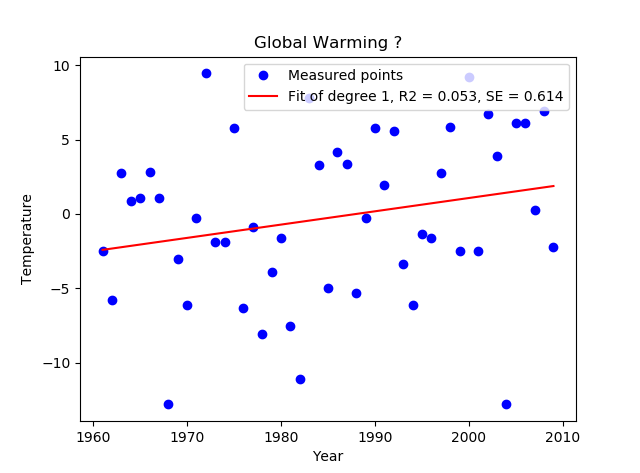 Global Warming ?
Measured points
Fit of degree 1, R2 = 0.053, SE = 0.614
10
5
0
−5
−10
Temperature
1960 1970 1980 1990 2000 2010
Year